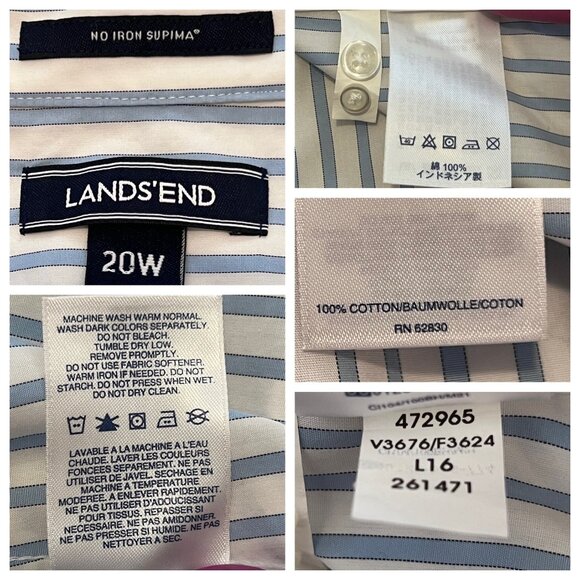 NO IRON SUPIMA®
LANDS' END
20W
綿 100%
インドネシア製
100% COTTON/BAUMWOLLE/COTON
RN 62830
MACHINE WASH WARM NORMAL.
WASH DARK COLORS SEPARATELY.
DO NOT BLEACH.
TUMBLE DRY LOW.
REMOVE PROMPTLY.
DO NOT USE FABRIC SOFTENER.
WARM IRON IF NEEDED. DO NOT
STARCH. DO NOT PRESS WHEN WET.
DO NOT DRY CLEAN.
LAVABLE A LA MACHINE A L'EAU
CHAUDE. LAVER LES COULEURS
FONCEES SEPAREMENT. NE PAS
UTILISER DE JAVEL. SECHAGE EN
MACHINE A TEMPERATURE
MODEREE. A ENLEVER RAPIDEMENT.
NE PAS UTILISER D'ADOUCISSANT
POUR TISSUS. REPASSER SI
NECESSAIRE. NE PAS AMIDONNER.
NE PAS PRESSER SI HUMIDE. NE PAS
NETTOYER A SEC.
472965
V3676/F3624
L16
261471